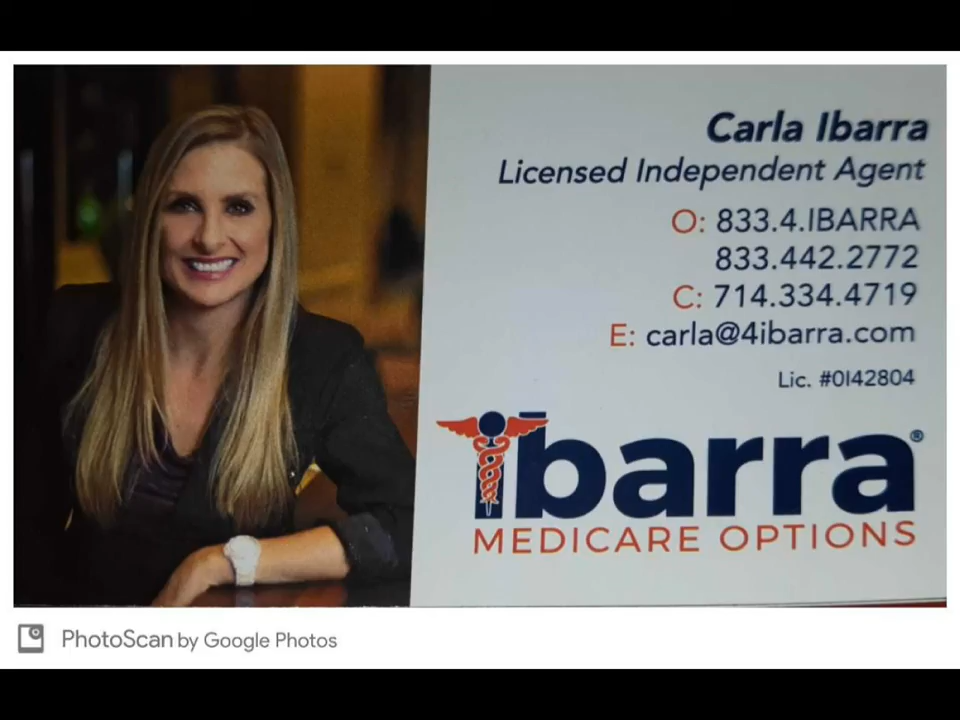 Carla Ibarra
Licensed Independent Agent
O: 833.4.IBARRA
833.442.2772
C: 714.334.4719
E: carla@4ibarra.com
Lic. #0I42804
ibarra®
MEDICARE OPTIONS
PhotoScan by Google Photos